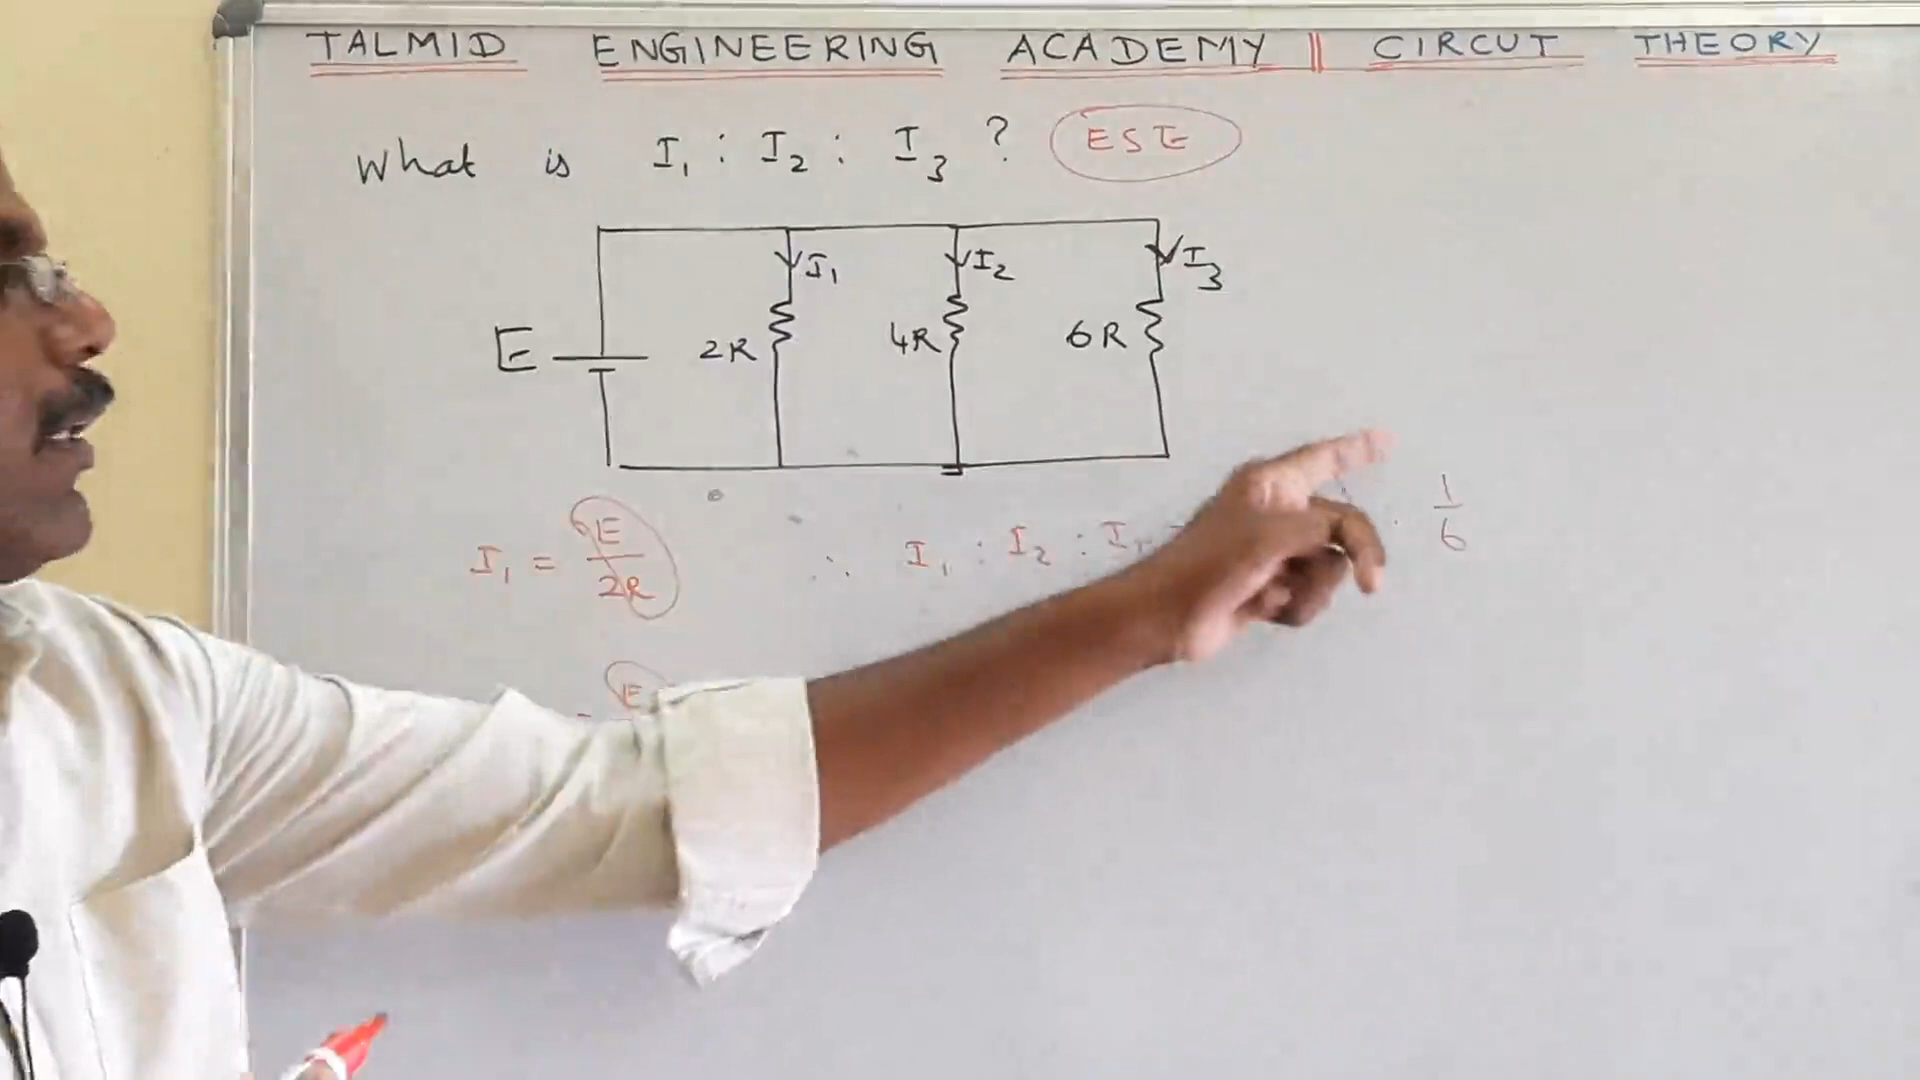 TALMID ENGINEERING ACADEMY || CIRCUT THEORY
What is I₁ : I₂ : I₃ ? ESE
I₁ I₂ I₃
E 2R 4R 6R
I₁ = E/2R ∴ I₁ : I₂ : 1/6
E